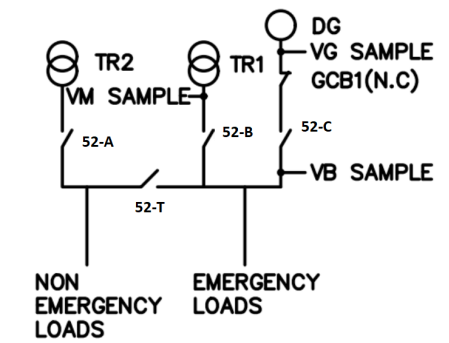 DG
VG SAMPLE
TR2
TR1
GCB1(N.C)
VM SAMPLE
52-A
52-B
52-C
VB SAMPLE
52-T
NON
EMERGENCY
LOADS
EMERGENCY
LOADS